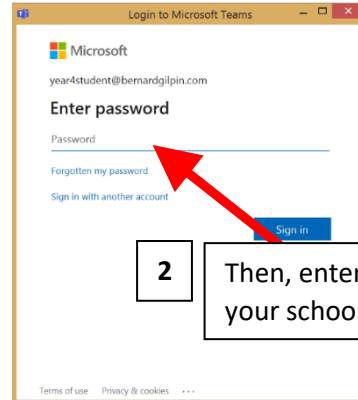 Login to Microsoft Teams
Microsoft
year4student@bernardgilpin.com
Enter password
Password
Forgotten my password
Sign in with another account
Sign in
2
Then, enter
your schoo
Terms of use Privacy & cookies ...